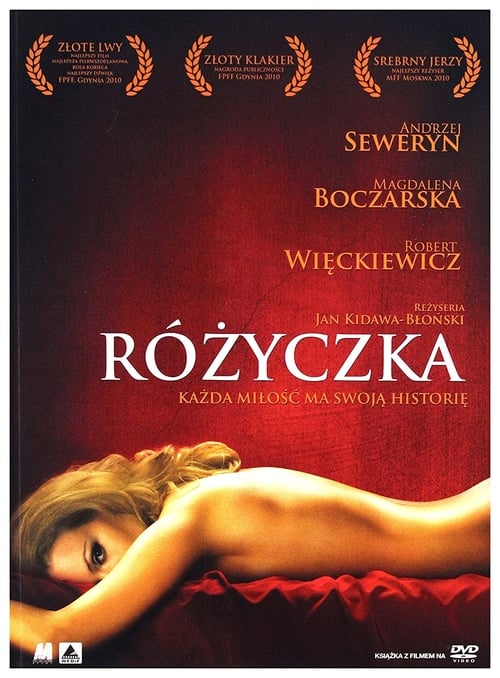 ZŁOTE LWY
NAJLEPSZY FILM
NAJLEPSZA PIERWSZOPLANOWA
ROLA KOBIECA
NAJLEPSZY DŹWIĘK
FPFF GDYNIA 2010
ZŁOTY KLAKIER
NAGRODA PUBLICZNOŚCI
FPFF GDYNIA 2010
SREBRNY JERZY
NAJLEPSZY REŻYSER
MFF MOSKWA 2010
ANDRZEJ
SEWERYN
MAGDALENA
BOCZARSKA
ROBERT
WIĘCKIEWICZ
REŻYSERIA
JAN KIDAWA-BŁOŃSKI
RÓŻYCZKA
KAŻDA MIŁOŚĆ MA SWOJĄ HISTORIĘ
KSIĄŻKA Z FILMEM NA DVD
VIDEO
WFDiF